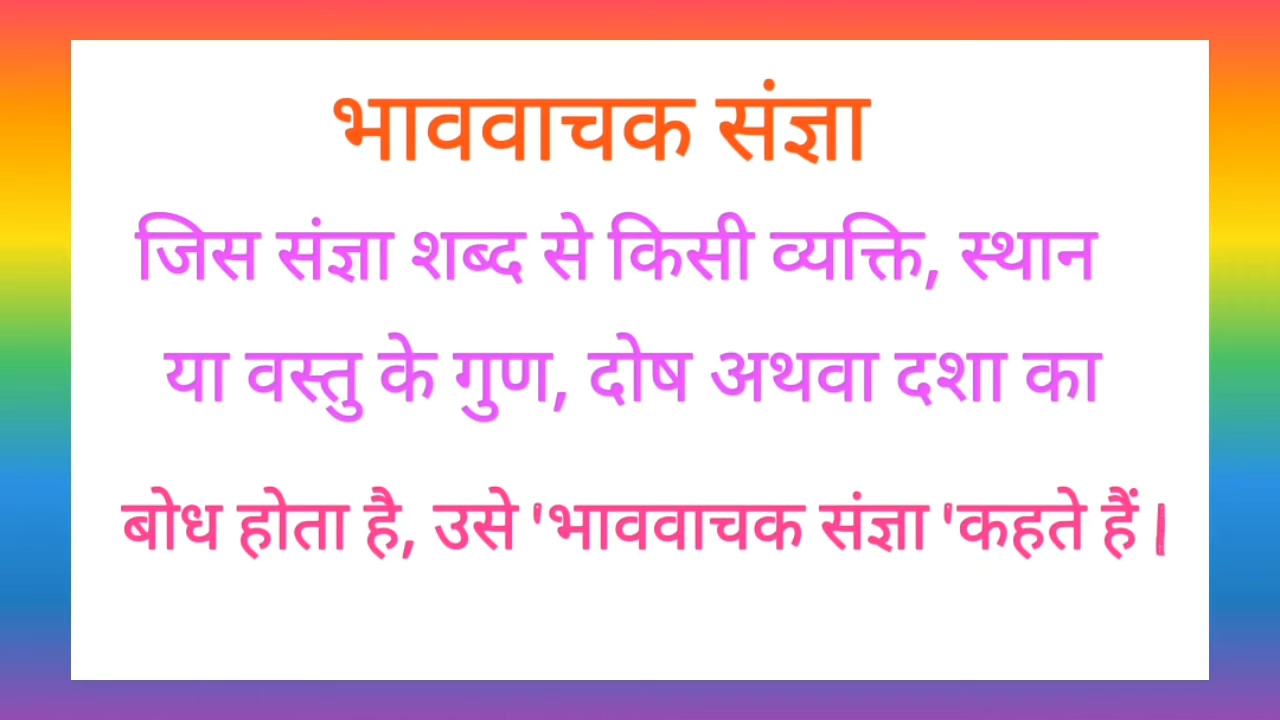 भाववाचक संज्ञा
जिस संज्ञा शब्द से किसी व्यक्ति, स्थान
या वस्तु के गुण, दोष अथवा दशा का
बोध होता है, उसे 'भाववाचक संज्ञा 'कहते हैं |